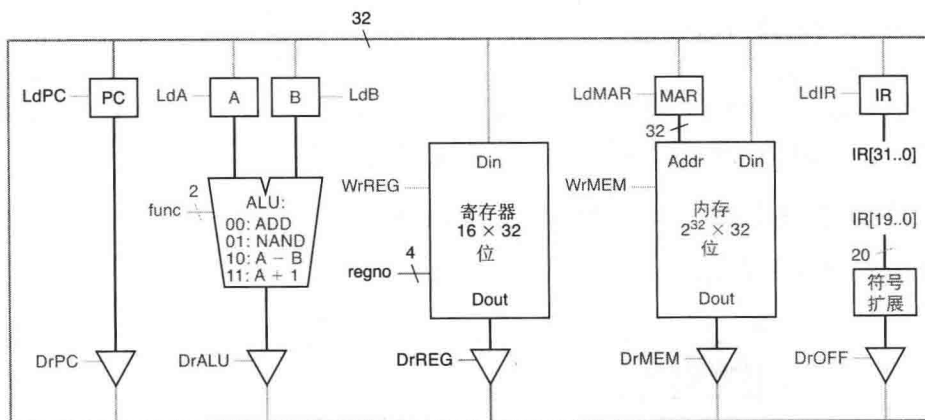 32
LdPC
PC
LdA
A
B
LdB
LdMAR
MAR
LdIR
IR
32
IR[31..0]
Din
Addr
Din
WrREG
WrMEM
2
func
ALU:
00: ADD
01: NAND
10: A − B
11: A + 1
寄存器
16 × 32
位
内存
2³² × 32
位
IR[19..0]
4
regno
20
符号
扩展
Dout
Dout
DrPC
DrALU
DrREG
DrMEM
DrOFF